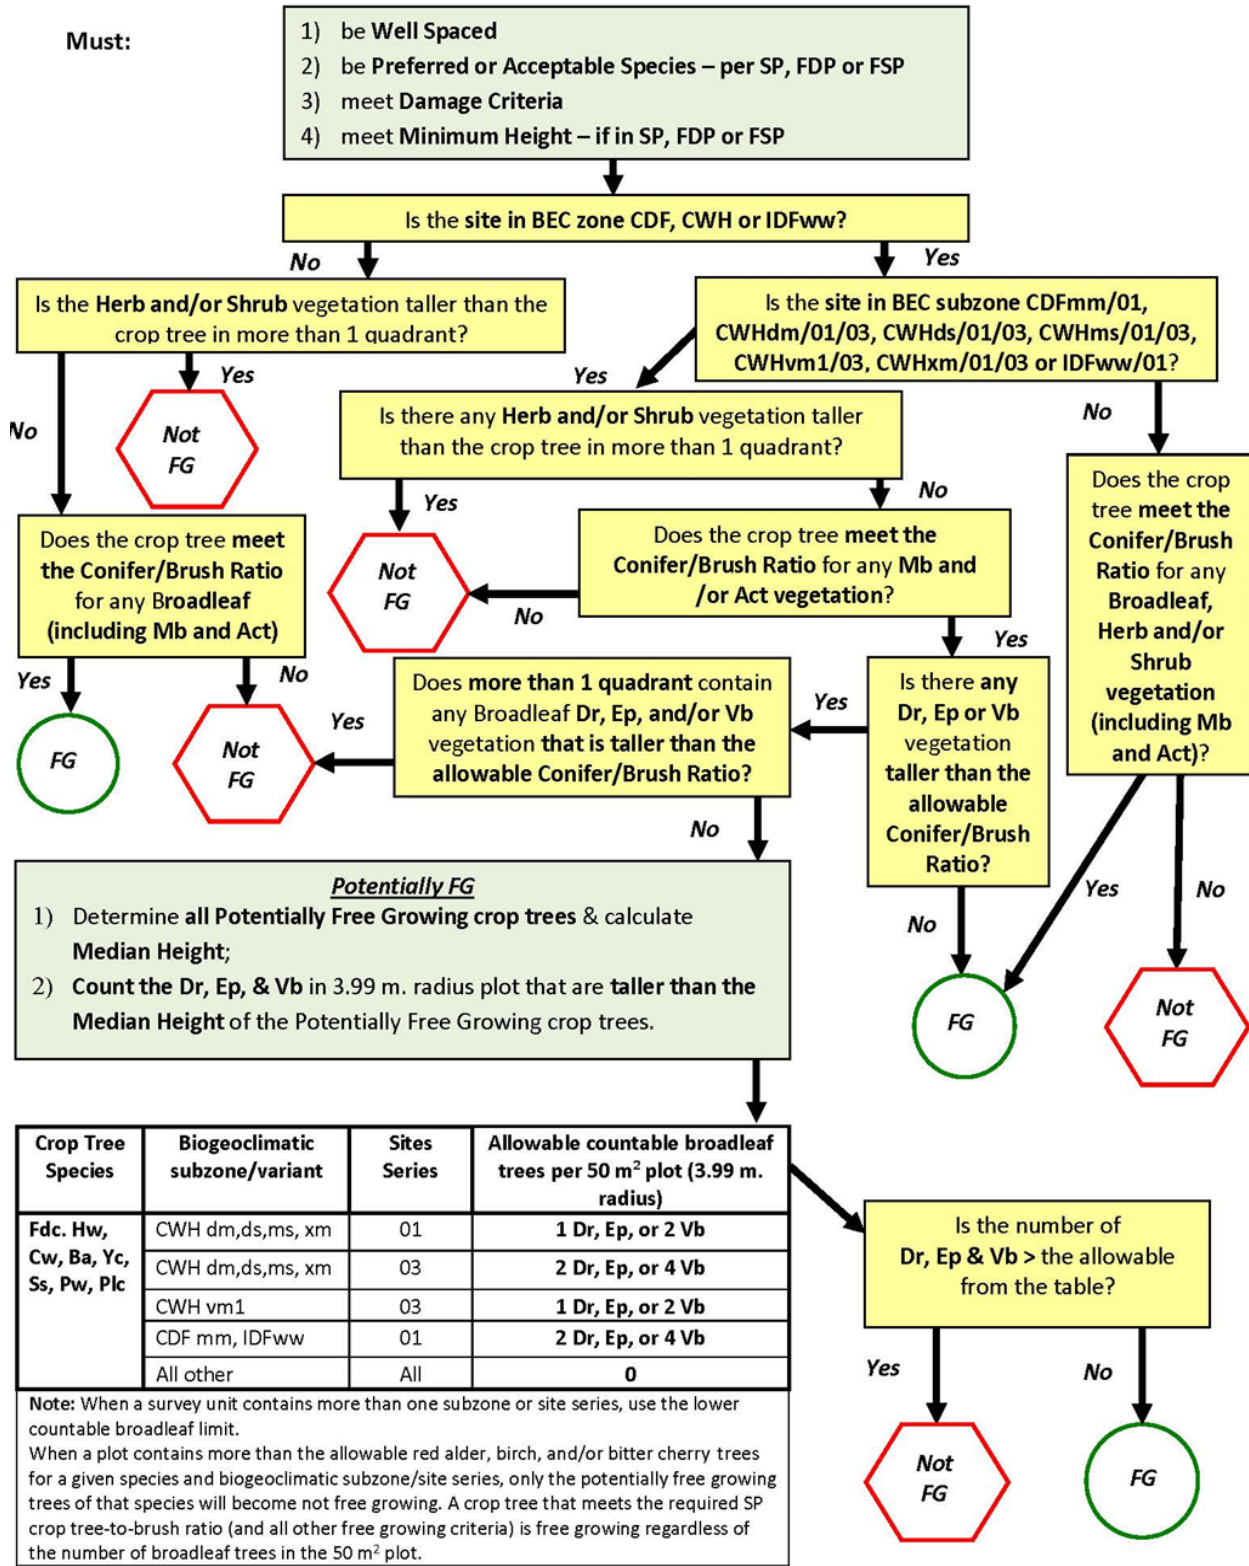 Must:
1) be Well Spaced
2) be Preferred or Acceptable Species – per SP, FDP or FSP
3) meet Damage Criteria
4) meet Minimum Height – if in SP, FDP or FSP
Is the site in BEC zone CDF, CWH or IDFww?
No
Yes
Is the Herb and/or Shrub vegetation taller than the
crop tree in more than 1 quadrant?
Is the site in BEC subzone CDFmm/01,
CWHdm/01/03, CWHds/01/03, CWHms/01/03,
CWHvm1/03, CWHxm/01/03 or IDFww/01?
Yes
No
Not
FG
Yes
No
Is there any Herb and/or Shrub vegetation taller
than the crop tree in more than 1 quadrant?
Yes
No
Not
FG
Does the crop tree meet
the Conifer/Brush Ratio
for any Broadleaf
(including Mb and Act)
Yes
No
FG
Not
FG
Does the crop tree meet the
Conifer/Brush Ratio for any Mb and
/or Act vegetation?
No
Yes
Does the crop
tree meet the
Conifer/Brush
Ratio for any
Broadleaf,
Herb and/or
Shrub
vegetation
(including Mb
and Act)?
Yes
No
Not
FG
Is there any
Dr, Ep or Vb
vegetation
taller than the
allowable
Conifer/Brush
Ratio?
Yes
No
FG
Does more than 1 quadrant contain
any Broadleaf Dr, Ep, and/or Vb
vegetation that is taller than the
allowable Conifer/Brush Ratio?
Yes
No
Potentially FG
1) Determine all Potentially Free Growing crop trees & calculate
Median Height;
2) Count the Dr, Ep, & Vb in 3.99 m. radius plot that are taller than the
Median Height of the Potentially Free Growing crop trees.
Crop Tree
Species
Biogeoclimatic
subzone/variant
Sites
Series
Allowable countable broadleaf
trees per 50 m² plot (3.99 m.
radius)
Fdc. Hw,
Cw, Ba, Yc,
Ss, Pw, Plc
CWH dm,ds,ms, xm 01 1 Dr, Ep, or 2 Vb
CWH dm,ds,ms, xm 03 2 Dr, Ep, or 4 Vb
CWH vm1 03 1 Dr, Ep, or 2 Vb
CDF mm, IDFww 01 2 Dr, Ep, or 4 Vb
All other All 0
Note: When a survey unit contains more than one subzone or site series, use the lower
countable broadleaf limit.
When a plot contains more than the allowable red alder, birch, and/or bitter cherry trees
for a given species and biogeoclimatic subzone/site series, only the potentially free growing
trees of that species will become not free growing. A crop tree that meets the required SP
crop tree-to-brush ratio (and all other free growing criteria) is free growing regardless of
the number of broadleaf trees in the 50 m² plot.
Is the number of
Dr, Ep & Vb > the allowable
from the table?
Yes
No
Not
FG
FG